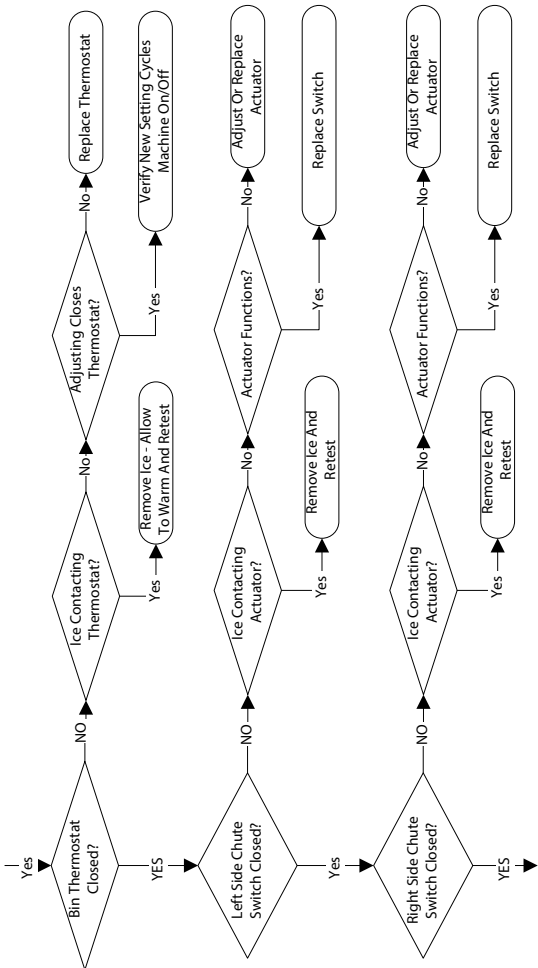 Yes
Bin Thermostat
Closed?
NO
Ice Contacting
Thermostat?
No
Adjusting Closes
Thermostat?
No
Replace Thermostat
Yes
Remove Ice - Allow
To Warm And Retest
Yes
Verify New Setting Cycles
Machine On/Off
YES
Left Side Chute
Switch Closed?
NO
Ice Contacting
Actuator?
No
Actuator Functions?
No
Adjust Or Replace
Actuator
Yes
Remove Ice And
Retest
Yes
Replace Switch
Yes
Right Side Chute
Switch Closed?
NO
Ice Contacting
Actuator?
No
Actuator Functions?
No
Adjust Or Replace
Actuator
Yes
Remove Ice And
Retest
Yes
Replace Switch
YES